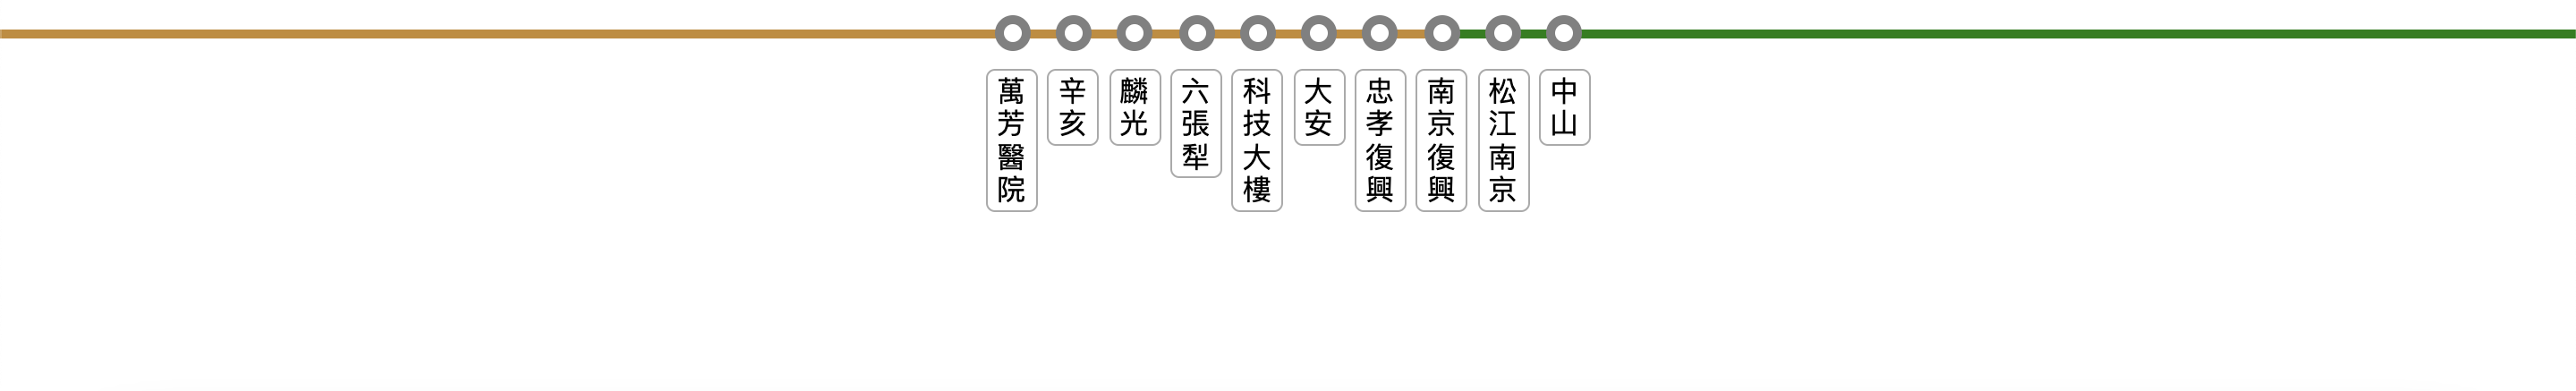 萬芳醫院
辛亥
麟光
六張犁
科技大樓
大安
忠孝復興
南京復興
松江南京
中山